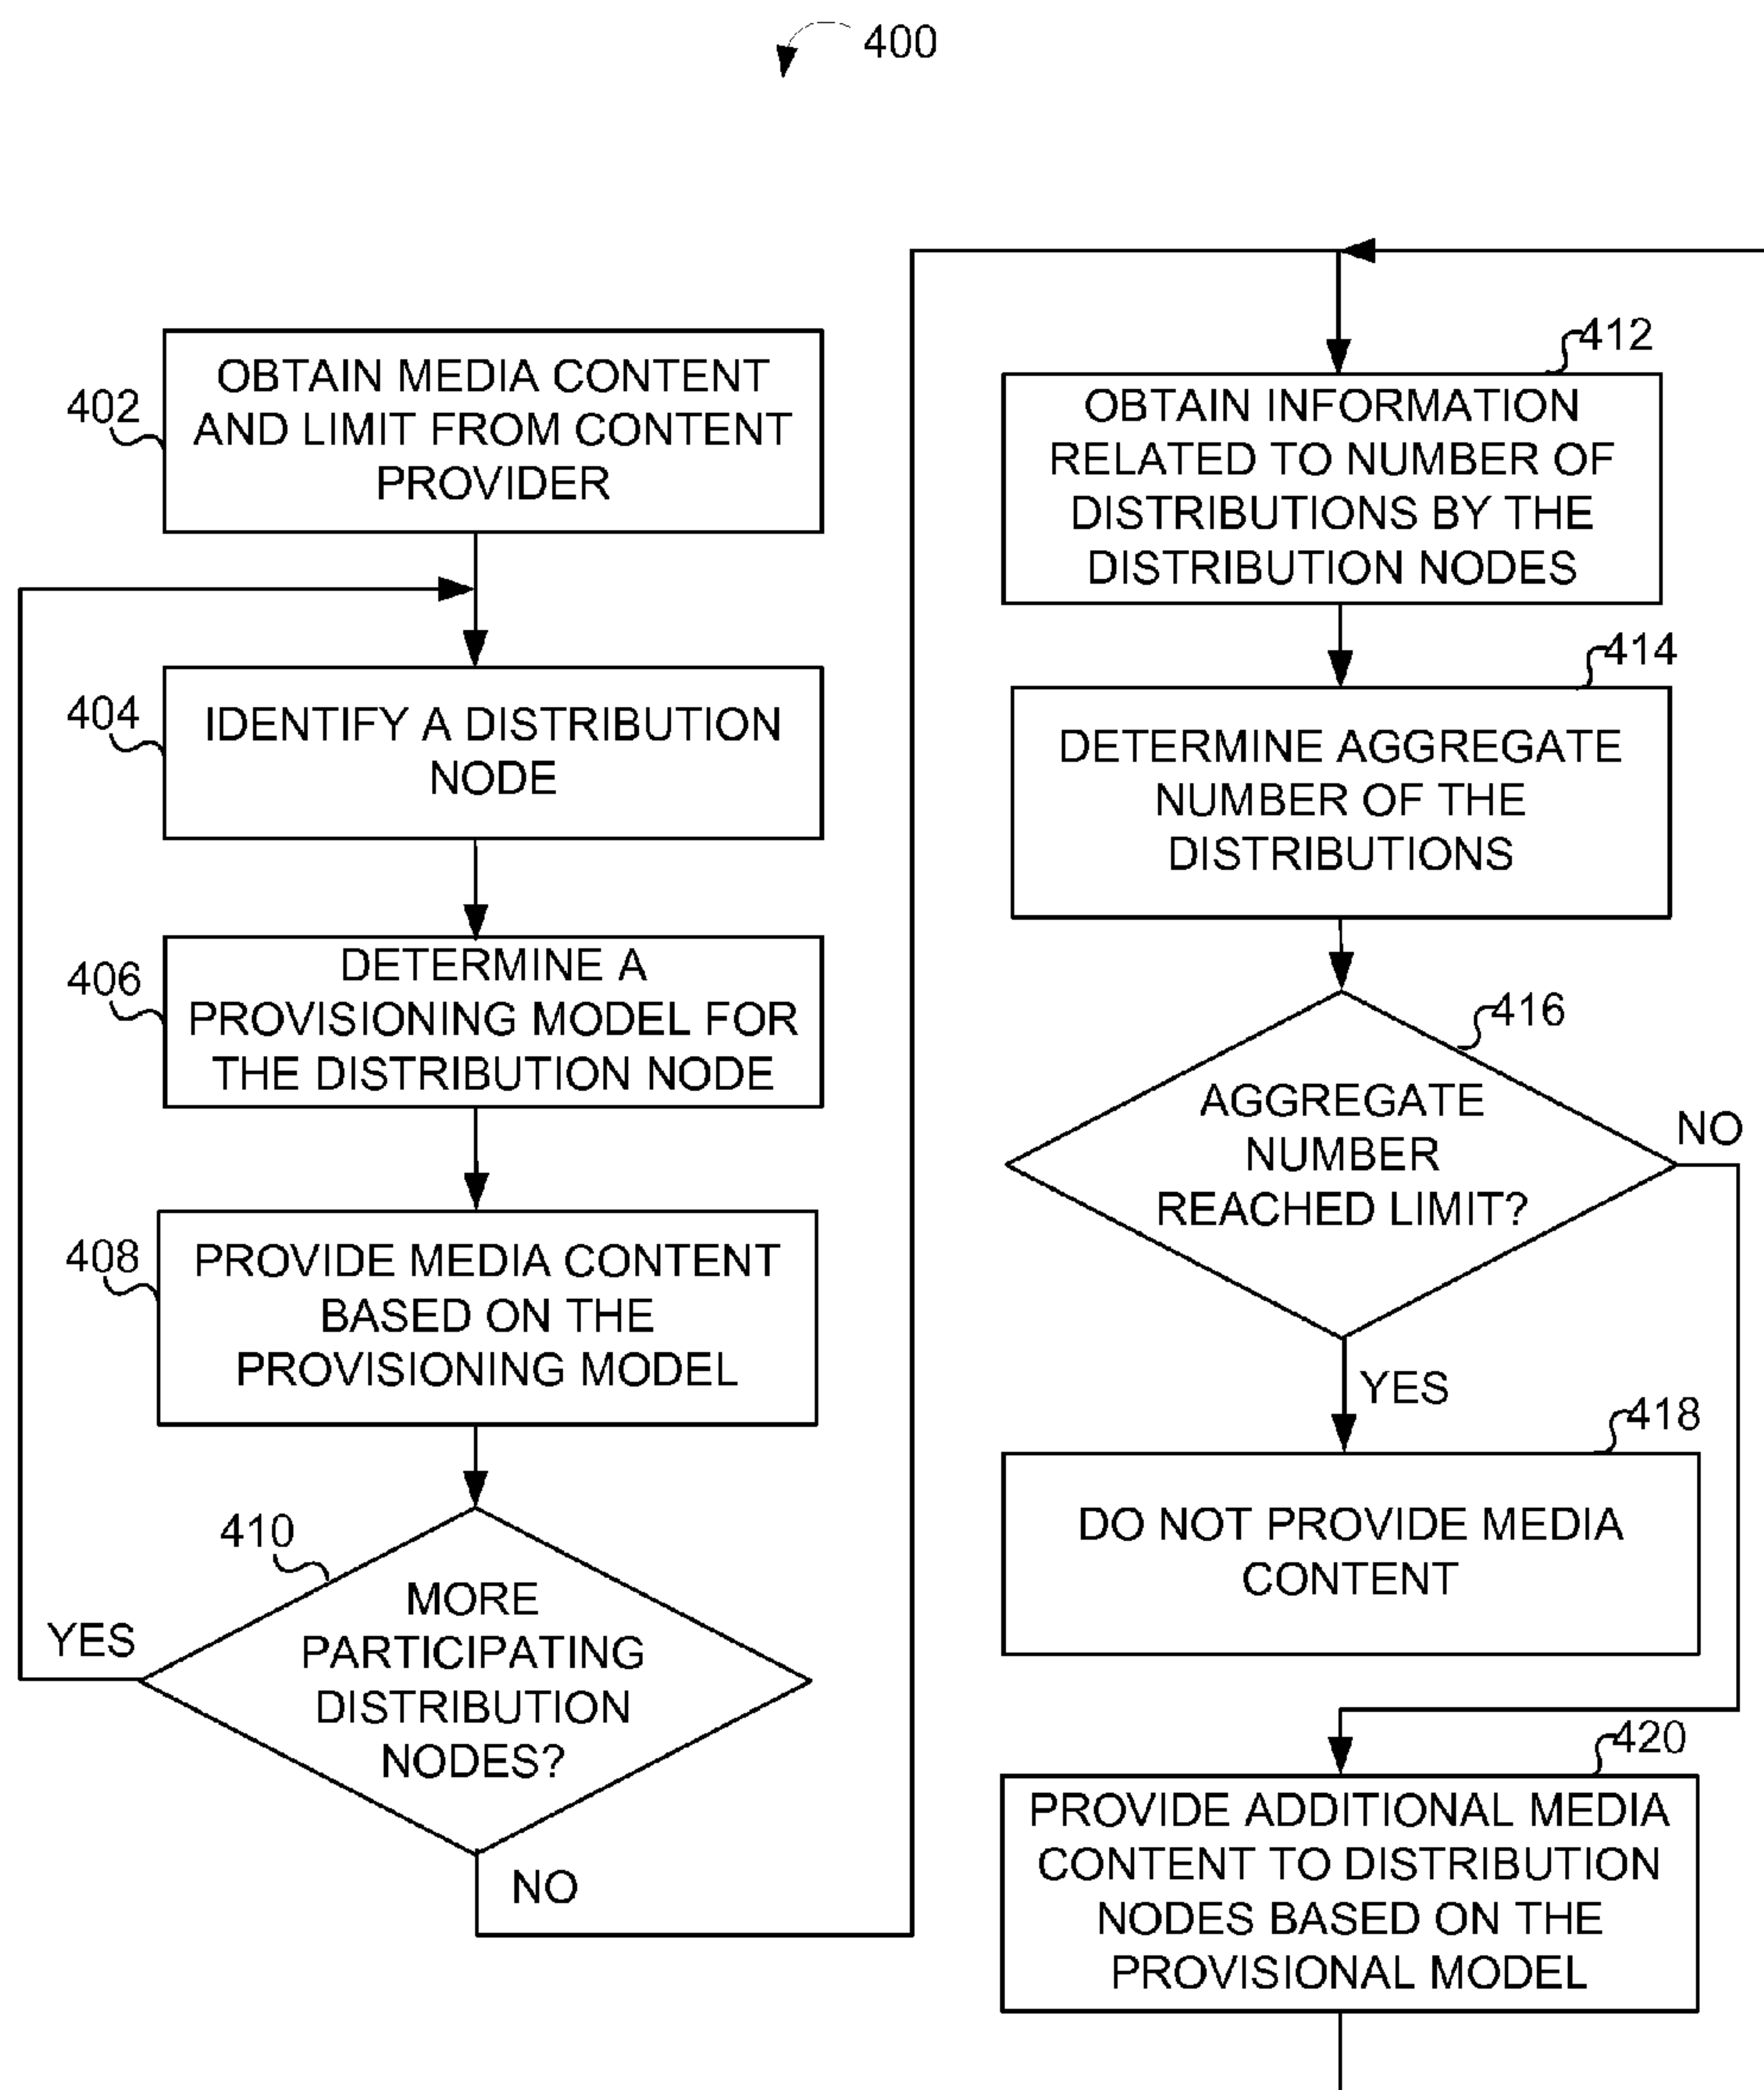 400
402
OBTAIN MEDIA CONTENT
AND LIMIT FROM CONTENT
PROVIDER
404
IDENTIFY A DISTRIBUTION
NODE
406
DETERMINE A
PROVISIONING MODEL FOR
THE DISTRIBUTION NODE
408
PROVIDE MEDIA CONTENT
BASED ON THE
PROVISIONING MODEL
410
MORE
PARTICIPATING
DISTRIBUTION
NODES?
YES
NO
412
OBTAIN INFORMATION
RELATED TO NUMBER OF
DISTRIBUTIONS BY THE
DISTRIBUTION NODES
414
DETERMINE AGGREGATE
NUMBER OF THE
DISTRIBUTIONS
416
AGGREGATE
NUMBER
REACHED LIMIT?
NO
YES
418
DO NOT PROVIDE MEDIA
CONTENT
420
PROVIDE ADDITIONAL MEDIA
CONTENT TO DISTRIBUTION
NODES BASED ON THE
PROVISIONAL MODEL